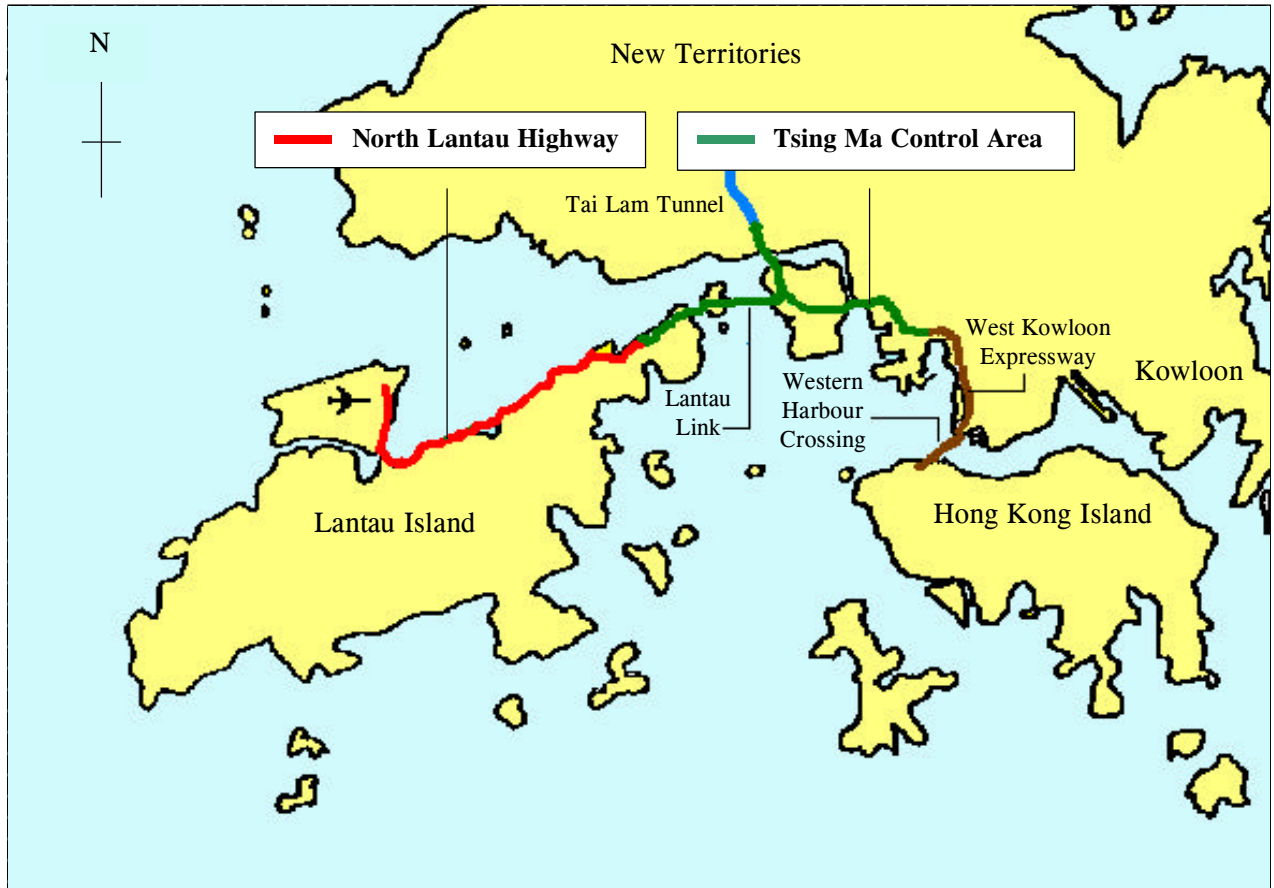 N
New Territories
North Lantau Highway
Tsing Ma Control Area
Tai Lam Tunnel
West Kowloon
Expressway
Kowloon
Western
Harbour
Crossing
Lantau
Link
Lantau Island
Hong Kong Island